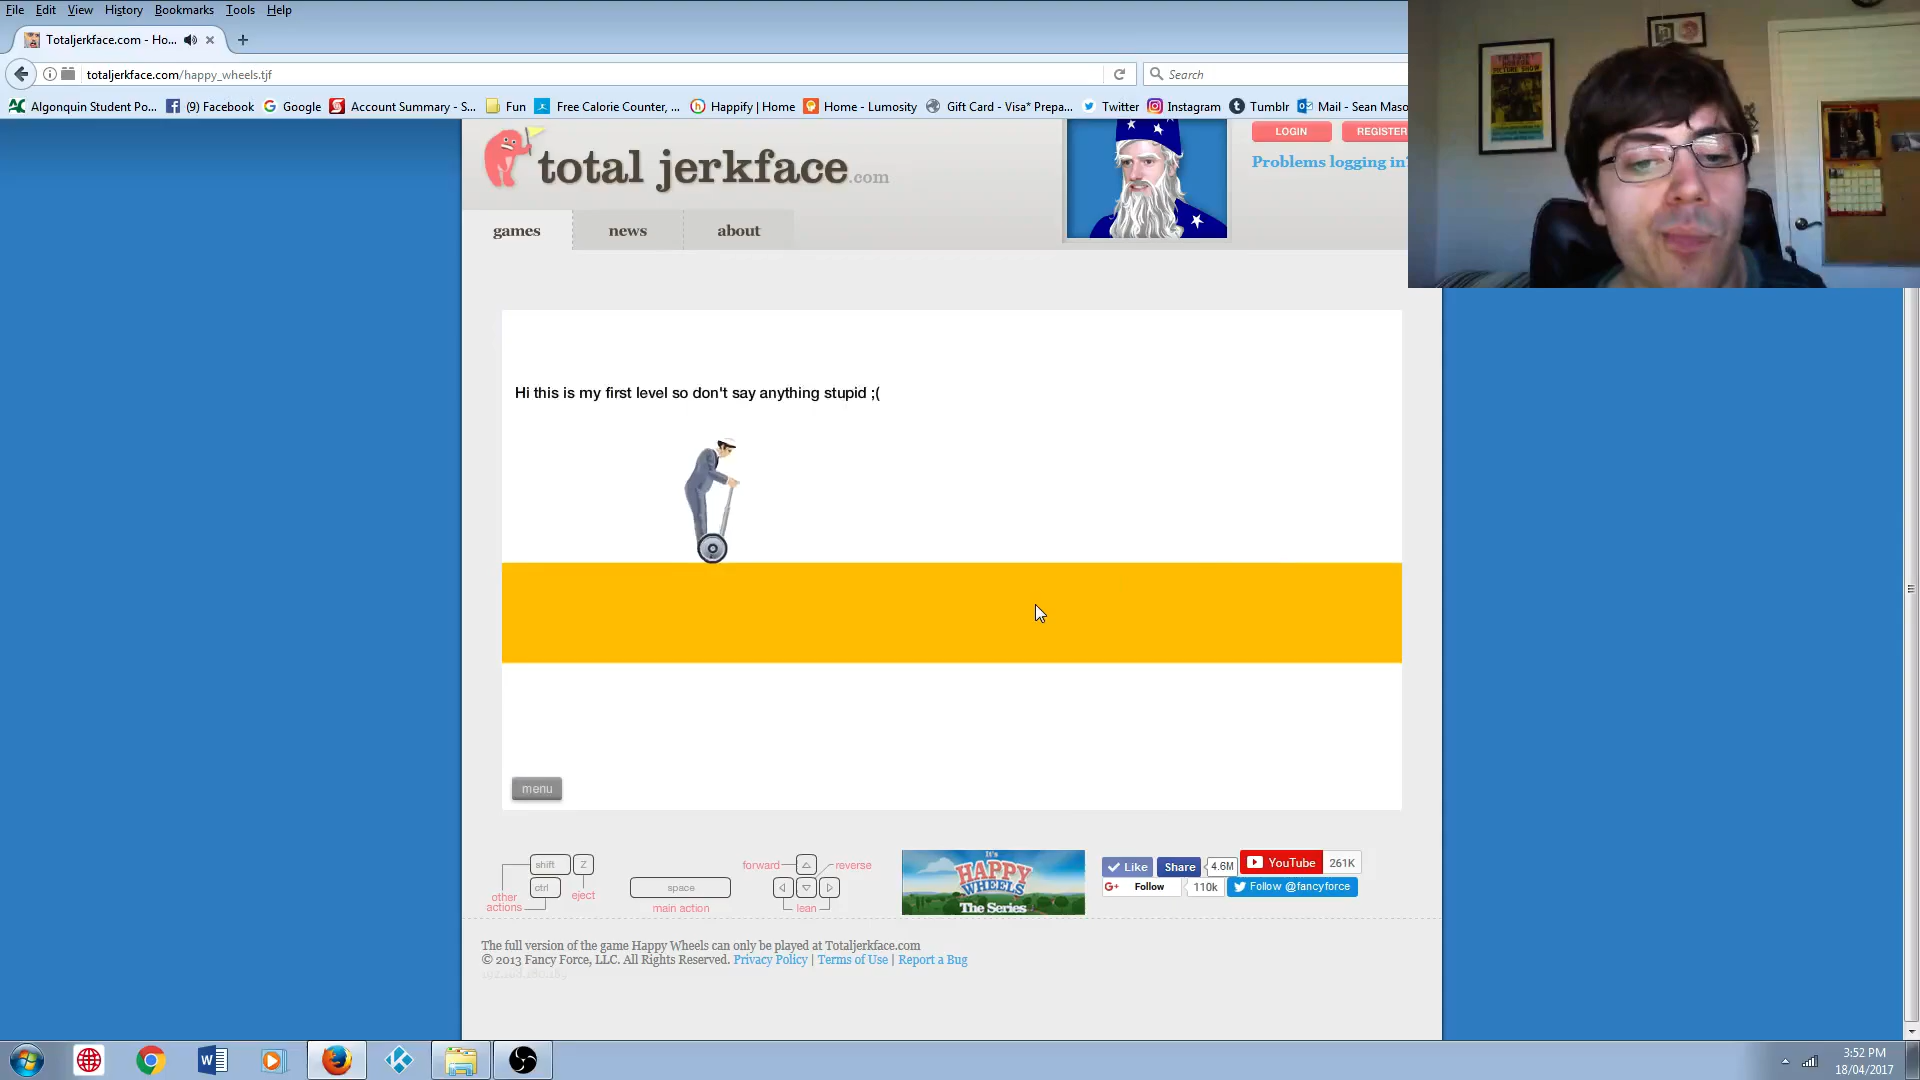 File Edit View History Bookmarks Tools Help
Totaljerkface.com - Ho...
totaljerkface.com/happy_wheels.tjf
Search
Algonquin Student Po... (9) Facebook Google Account Summary - S... Fun Free Calorie Counter, ... Happify | Home Home - Lumosity Gift Card - Visa* Prepa... Twitter Instagram Tumblr Mail - Sean Maso
total jerkface.com
LOGIN REGISTER
Problems logging in?
games news about
Hi this is my first level so don't say anything stupid ;(
menu
shift Z
ctrl
eject
other
actions
space
main action
forward reverse
lean
It's
HAPPY
WHEELS
The Series
Like Share 4.6M YouTube 261K
G+ Follow 110k Follow @fancyforce
The full version of the game Happy Wheels can only be played at Totaljerkface.com
© 2013 Fancy Force, LLC. All Rights Reserved. Privacy Policy | Terms of Use | Report a Bug
3:52 PM
18/04/2017